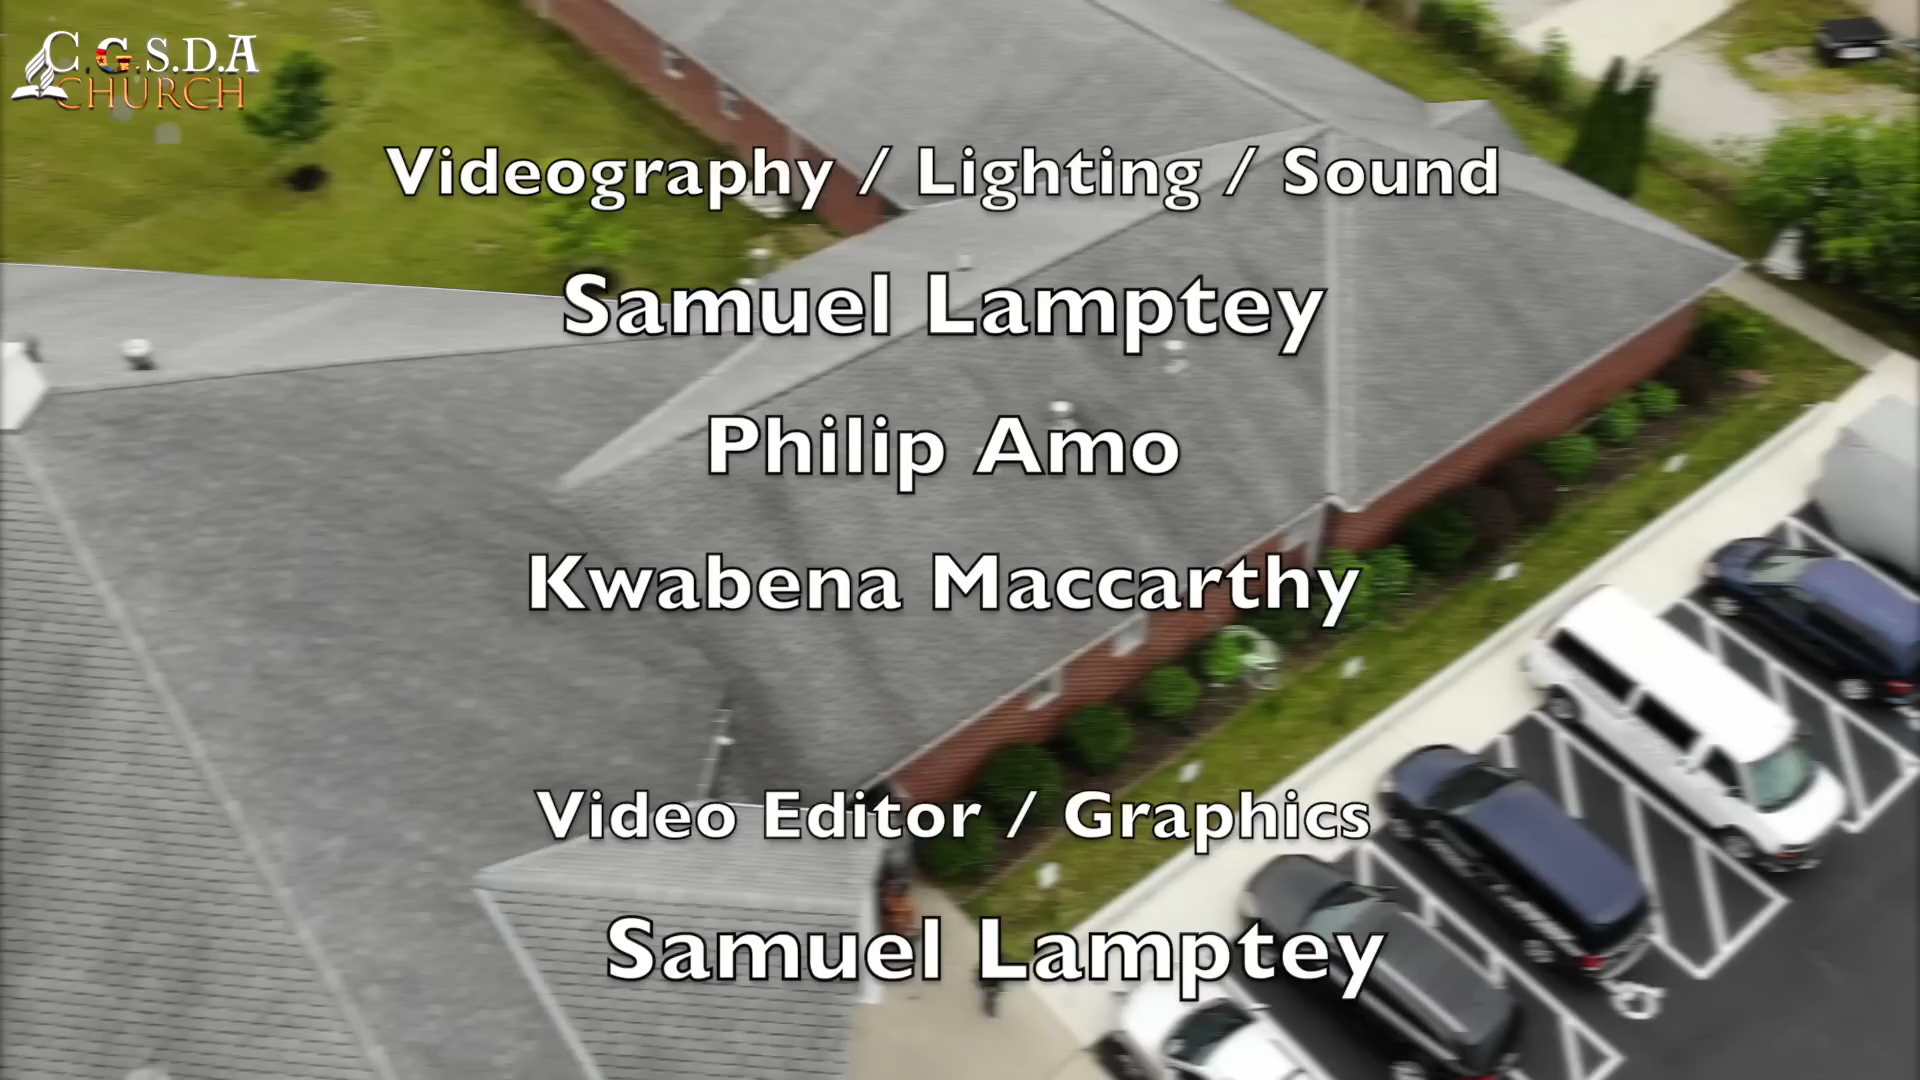 C.G.S.D.A
CHURCH
Videography / Lighting / Sound
Samuel Lamptey
Philip Amo
Kwabena Maccarthy
Video Editor / Graphics
Samuel Lamptey